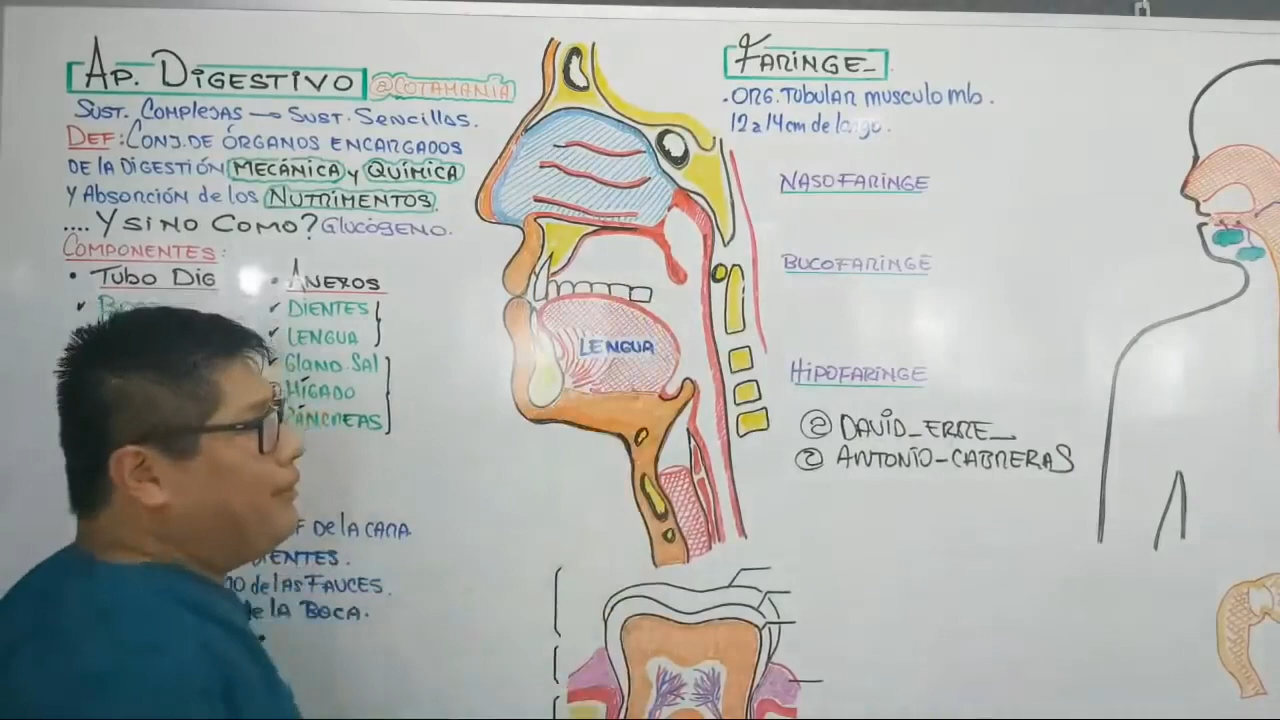 Ap. Digestivo @COTAMANIA
Sust. Complejas → Sust. Sencillas.
Def: Conj. de órganos encargados
de la digestión Mecánica y Química
y Absorción de los Nutrimentos.
.... Y si no como? Glucógeno.
Componentes:
• Tubo Dig
• Anexos
✓ Dientes
✓ Lengua
✓ Gland. Sal
Hígado
Páncreas
de la cara
de las Fauces.
de la Boca.
Lengua
Faringe
. Org. Tubular musculo mb.
12 a 14 cm de largo.
Nasofaringe
Bucofaringe
Hipofaringe
@ David_Erre_
@ Antonio-Cabreras